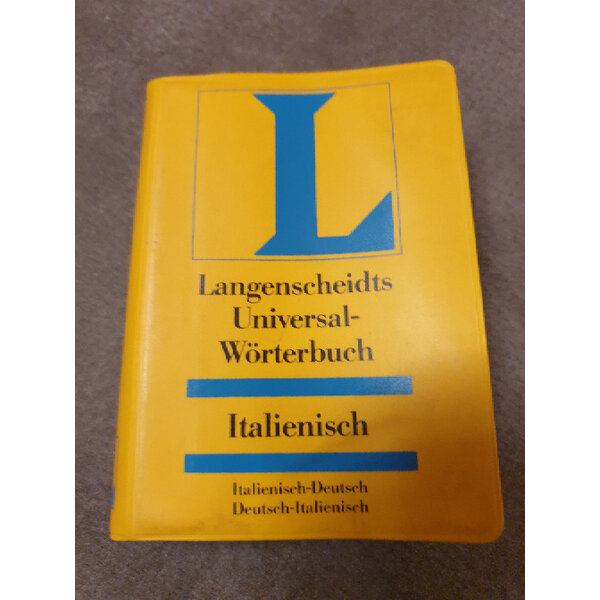 L
Langenscheidts
Universal-
Wörterbuch
Italienisch
Italienisch-Deutsch
Deutsch-Italienisch